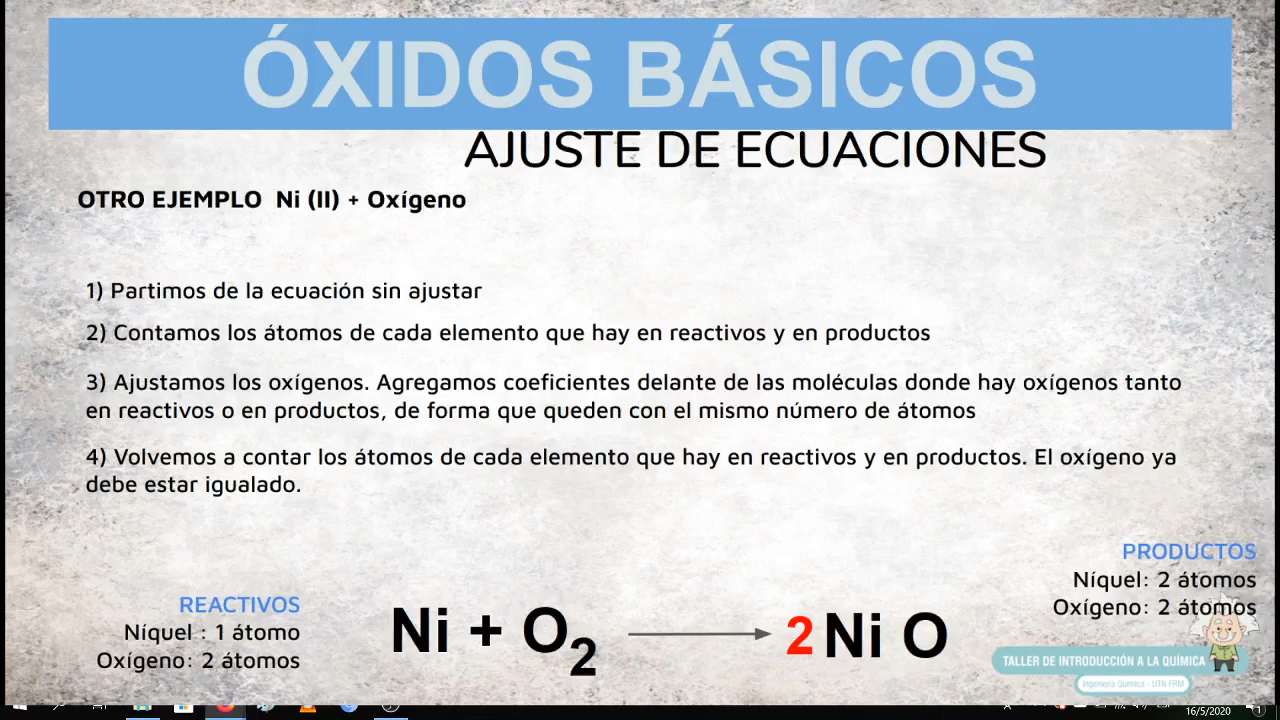 ÓXIDOS BÁSICOS
AJUSTE DE ECUACIONES
OTRO EJEMPLO Ni (II) + Oxígeno
1) Partimos de la ecuación sin ajustar
2) Contamos los átomos de cada elemento que hay en reactivos y en productos
3) Ajustamos los oxígenos. Agregamos coeficientes delante de las moléculas donde hay oxígenos tanto
en reactivos o en productos, de forma que queden con el mismo número de átomos
4) Volvemos a contar los átomos de cada elemento que hay en reactivos y en productos. El oxígeno ya
debe estar igualado.
REACTIVOS
Níquel : 1 átomo
Oxígeno: 2 átomos
Ni + O₂ → 2 Ni O
PRODUCTOS
Níquel: 2 átomos
Oxígeno: 2 átomos
TALLER DE INTRODUCCIÓN A LA QUÍMICA
Ingeniería Química - UTN FRM
16/5/2020